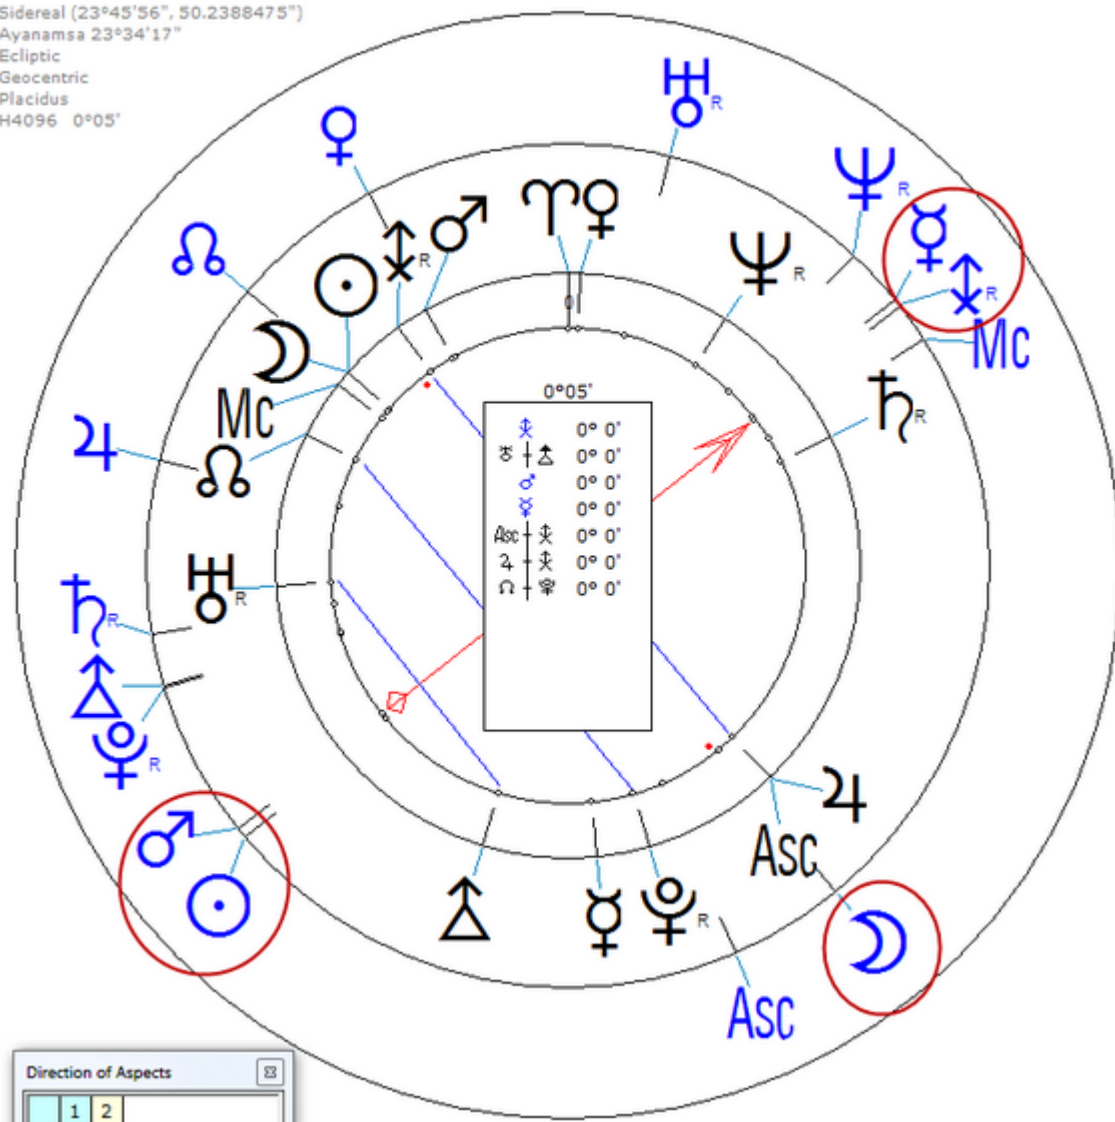 Sidereal (23°45'56", 50.2388475")
Ayanamsa 23°34'17"
Ecliptic
Geocentric
Placidus
H4096 0°05'
R
R
R
R
R
R
Mc
Mc
R
0
0°05'
0° 0'
0° 0'
0° 0'
0° 0'
Asc 0° 0'
0° 0'
0° 0'
R
R
R
Asc
R
Asc
Direction of Aspects
1 2